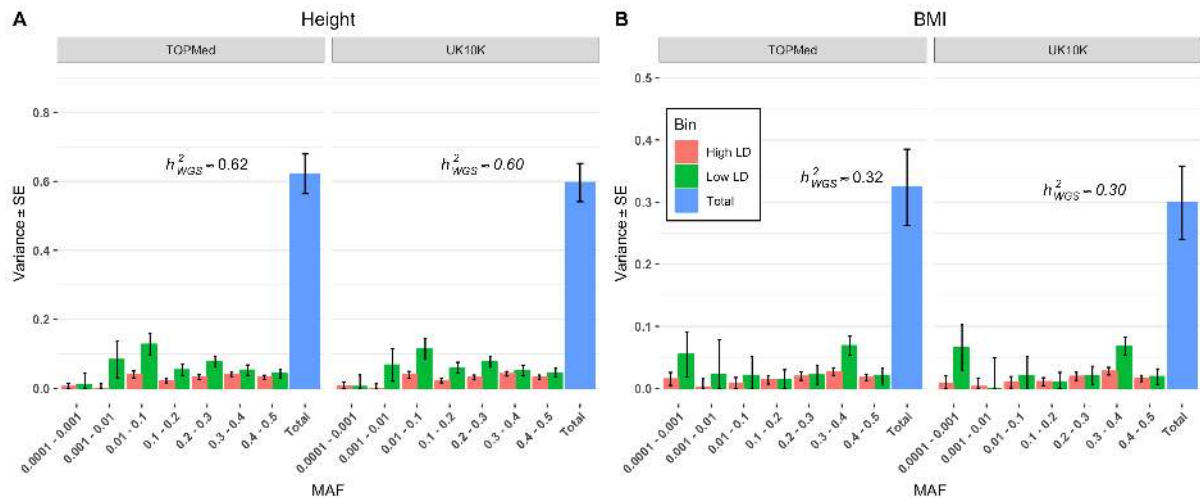 A
Height
TOPMed
UK10K
Variance ± SE
0.8
0.6
0.4
0.2
0.0
h²WGS ~ 0.62
h²WGS ~ 0.60
0.0001 - 0.001
0.001 - 0.01
0.01 - 0.1
0.1 - 0.2
0.2 - 0.3
0.3 - 0.4
0.4 - 0.5
Total
0.0001 - 0.001
0.001 - 0.01
0.01 - 0.1
0.1 - 0.2
0.2 - 0.3
0.3 - 0.4
0.4 - 0.5
Total
MAF
B
BMI
TOPMed
UK10K
Variance ± SE
0.5
0.4
0.3
0.2
0.1
0.0
Bin
High LD
Low LD
Total
h²WGS ~ 0.32
h²WGS ~ 0.30
0.0001 - 0.001
0.001 - 0.01
0.01 - 0.1
0.1 - 0.2
0.2 - 0.3
0.3 - 0.4
0.4 - 0.5
Total
0.0001 - 0.001
0.001 - 0.01
0.01 - 0.1
0.1 - 0.2
0.2 - 0.3
0.3 - 0.4
0.4 - 0.5
Total
MAF